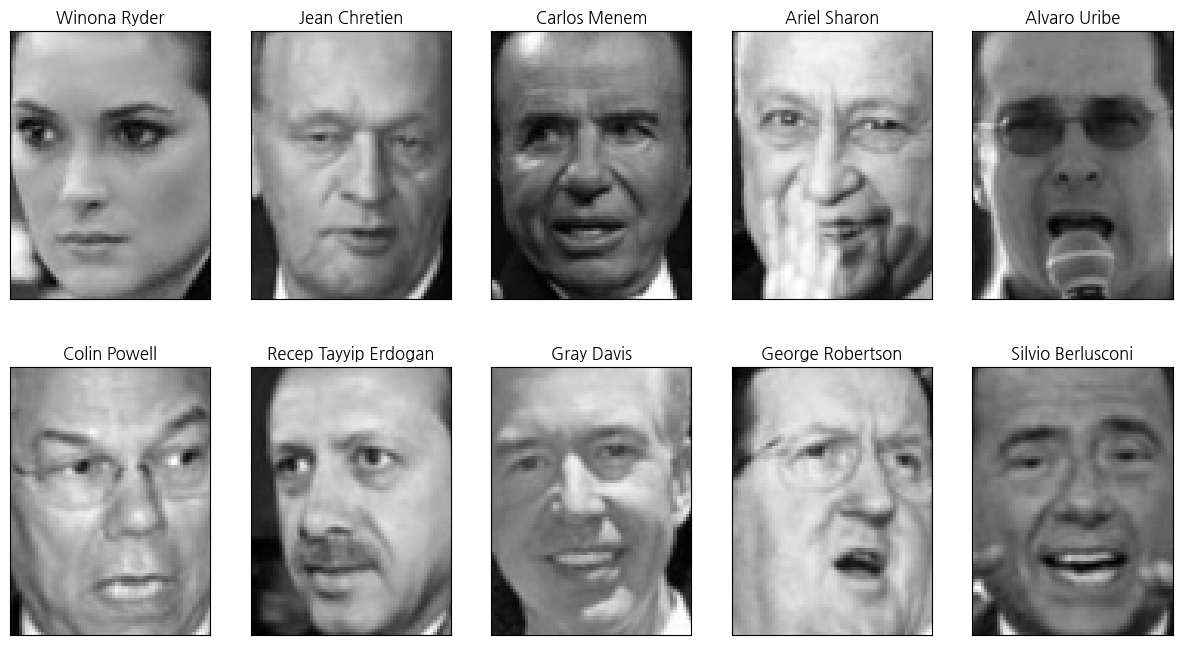 Winona Ryder
Jean Chretien
Carlos Menem
Ariel Sharon
Alvaro Uribe
Colin Powell
Recep Tayyip Erdogan
Gray Davis
George Robertson
Silvio Berlusconi